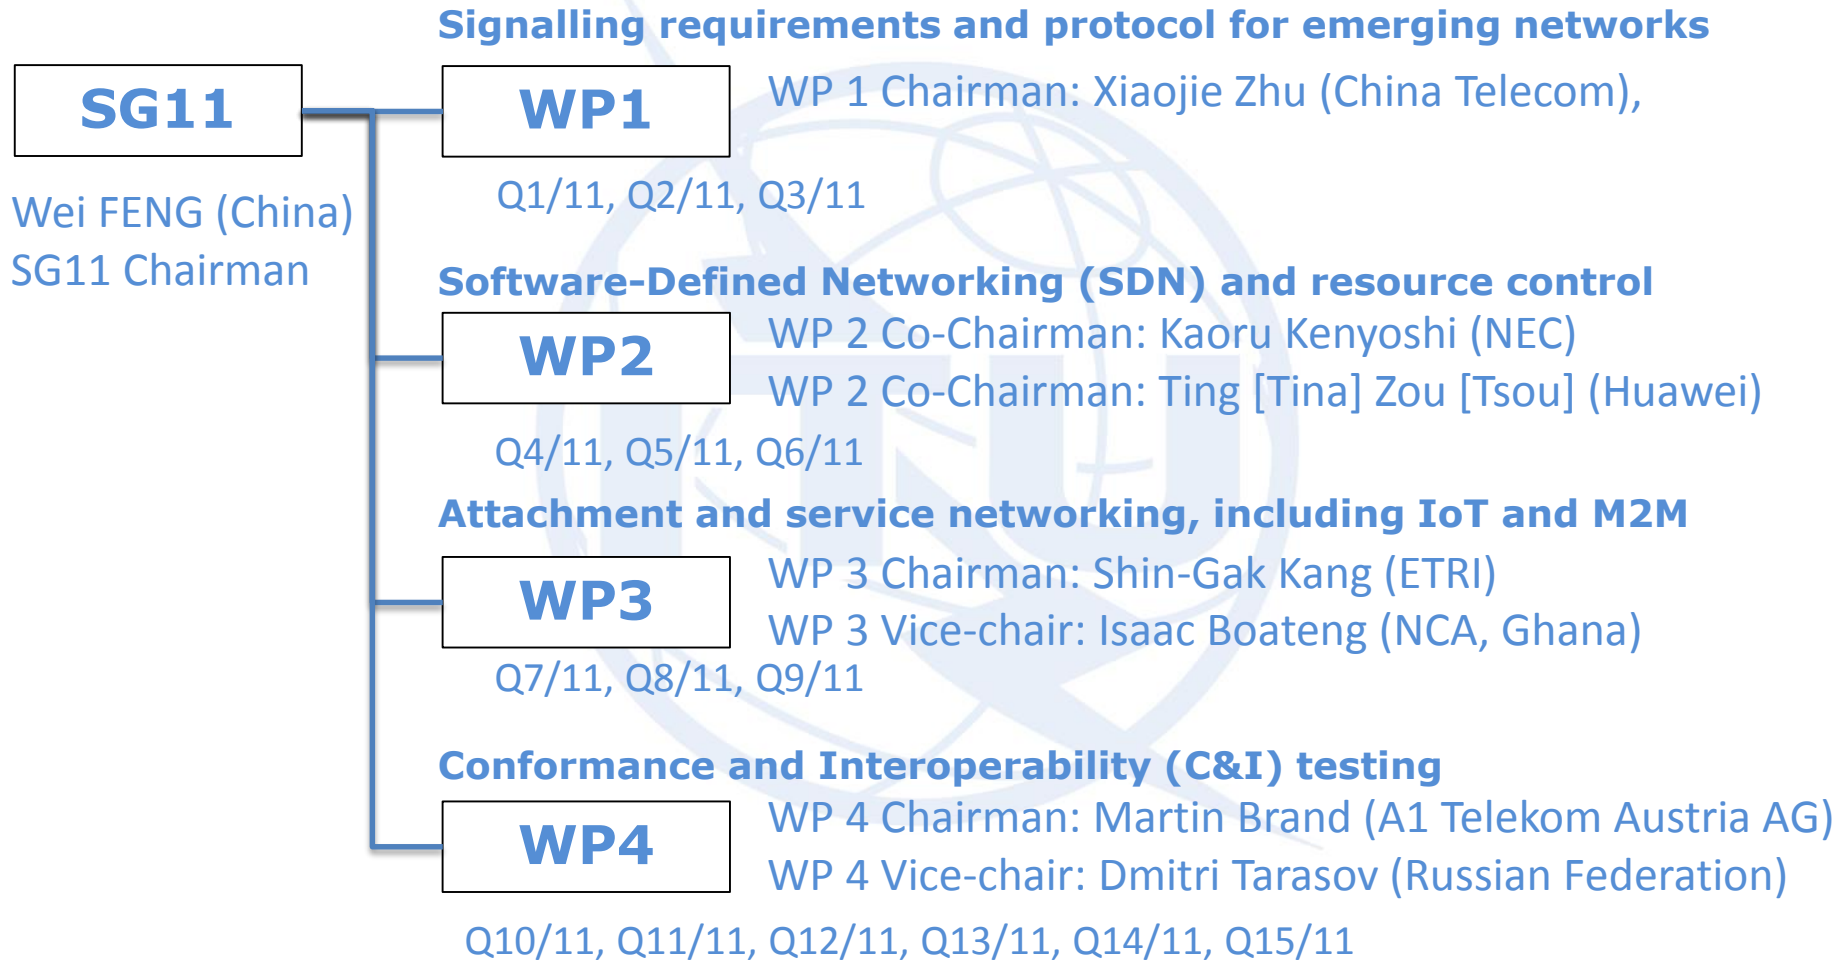 Signalling requirements and protocol for emerging networks
SG11
WP1
WP 1 Chairman: Xiaojie Zhu (China Telecom),
Q1/11, Q2/11, Q3/11
Wei FENG (China)
SG11 Chairman
Software-Defined Networking (SDN) and resource control
WP2
WP 2 Co-Chairman: Kaoru Kenyoshi (NEC)
WP 2 Co-Chairman: Ting [Tina] Zou [Tsou] (Huawei)
Q4/11, Q5/11, Q6/11
Attachment and service networking, including IoT and M2M
WP3
WP 3 Chairman: Shin-Gak Kang (ETRI)
WP 3 Vice-chair: Isaac Boateng (NCA, Ghana)
Q7/11, Q8/11, Q9/11
Conformance and Interoperability (C&I) testing
WP4
WP 4 Chairman: Martin Brand (A1 Telekom Austria AG)
WP 4 Vice-chair: Dmitri Tarasov (Russian Federation)
Q10/11, Q11/11, Q12/11, Q13/11, Q14/11, Q15/11
ITU